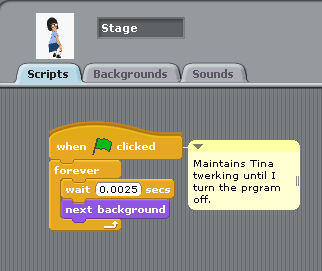 Stage
Scripts Backgrounds Sounds
when clicked
forever
wait 0.0025 secs
next background
Maintains Tina
twerking until I
turn the prgram
off.